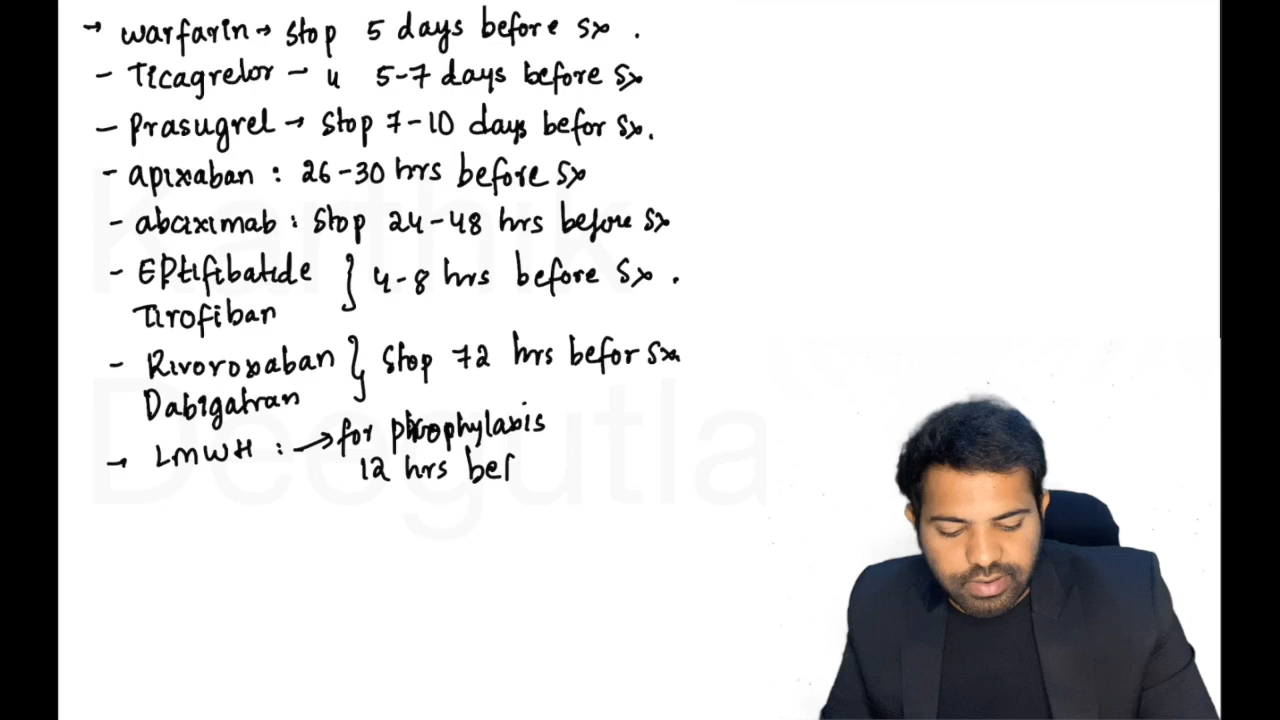 → warfarin → stop 5 days before sx .
- Ticagrelor - " 5-7 days before sx
- prasugrel → stop 7-10 days befor sx.
- apixaban : 26-30 hrs before sx
- abciximab : stop 24-48 hrs before sx
- Eptifibatide } 4-8 hrs before sx .
Tirofiban
- Rivoroxaban } stop 72 hrs befor sx
Dabigatran
→ LMWH : → for prophylaxis
12 hrs bef
Karthik
Deegutla